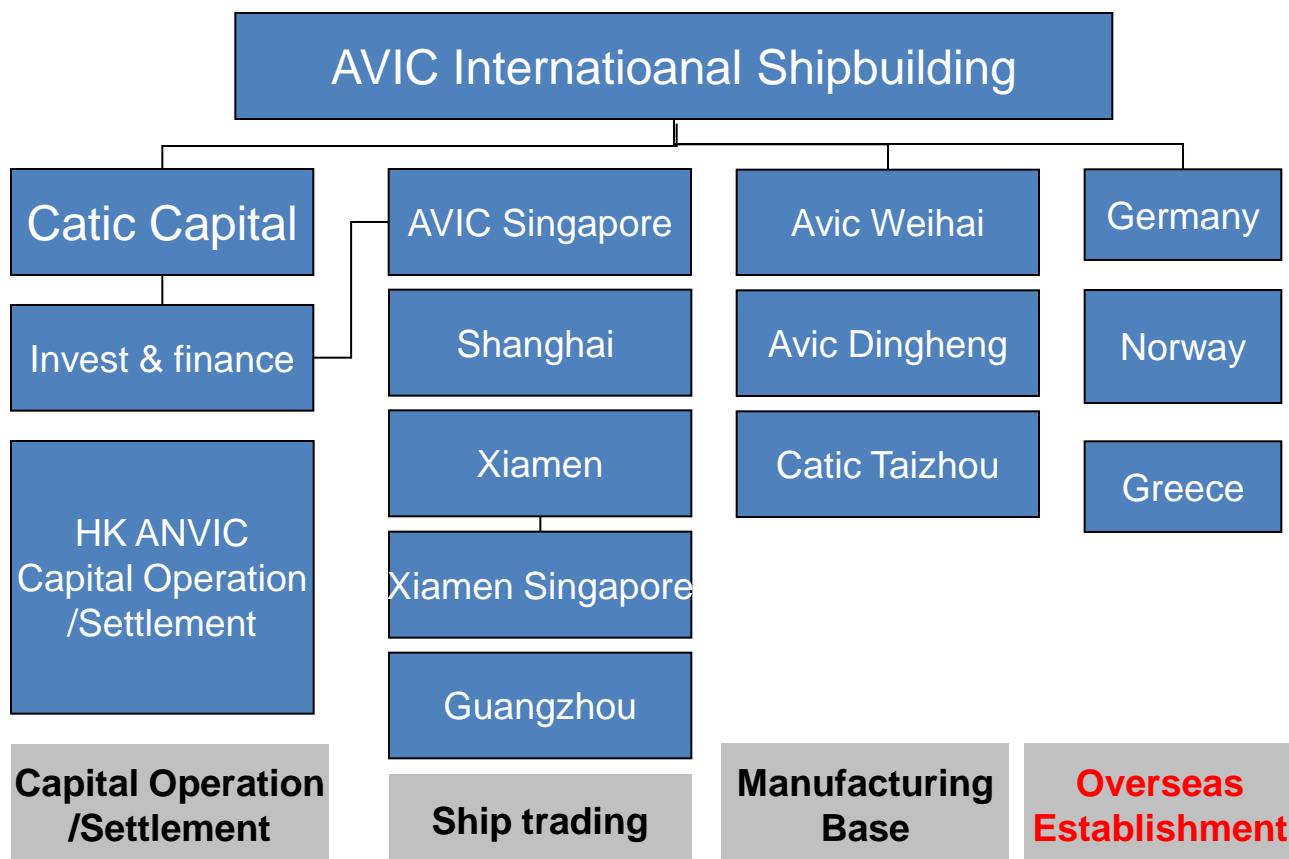 AVIC Internatioanal Shipbuilding
Catic Capital
Invest & finance
HK ANVIC
Capital Operation
/Settlement
Capital Operation
/Settlement
AVIC Singapore
Shanghai
Xiamen
Xiamen Singapore
Guangzhou
Ship trading
Avic Weihai
Avic Dingheng
Catic Taizhou
Manufacturing
Base
Germany
Norway
Greece
Overseas
Establishment